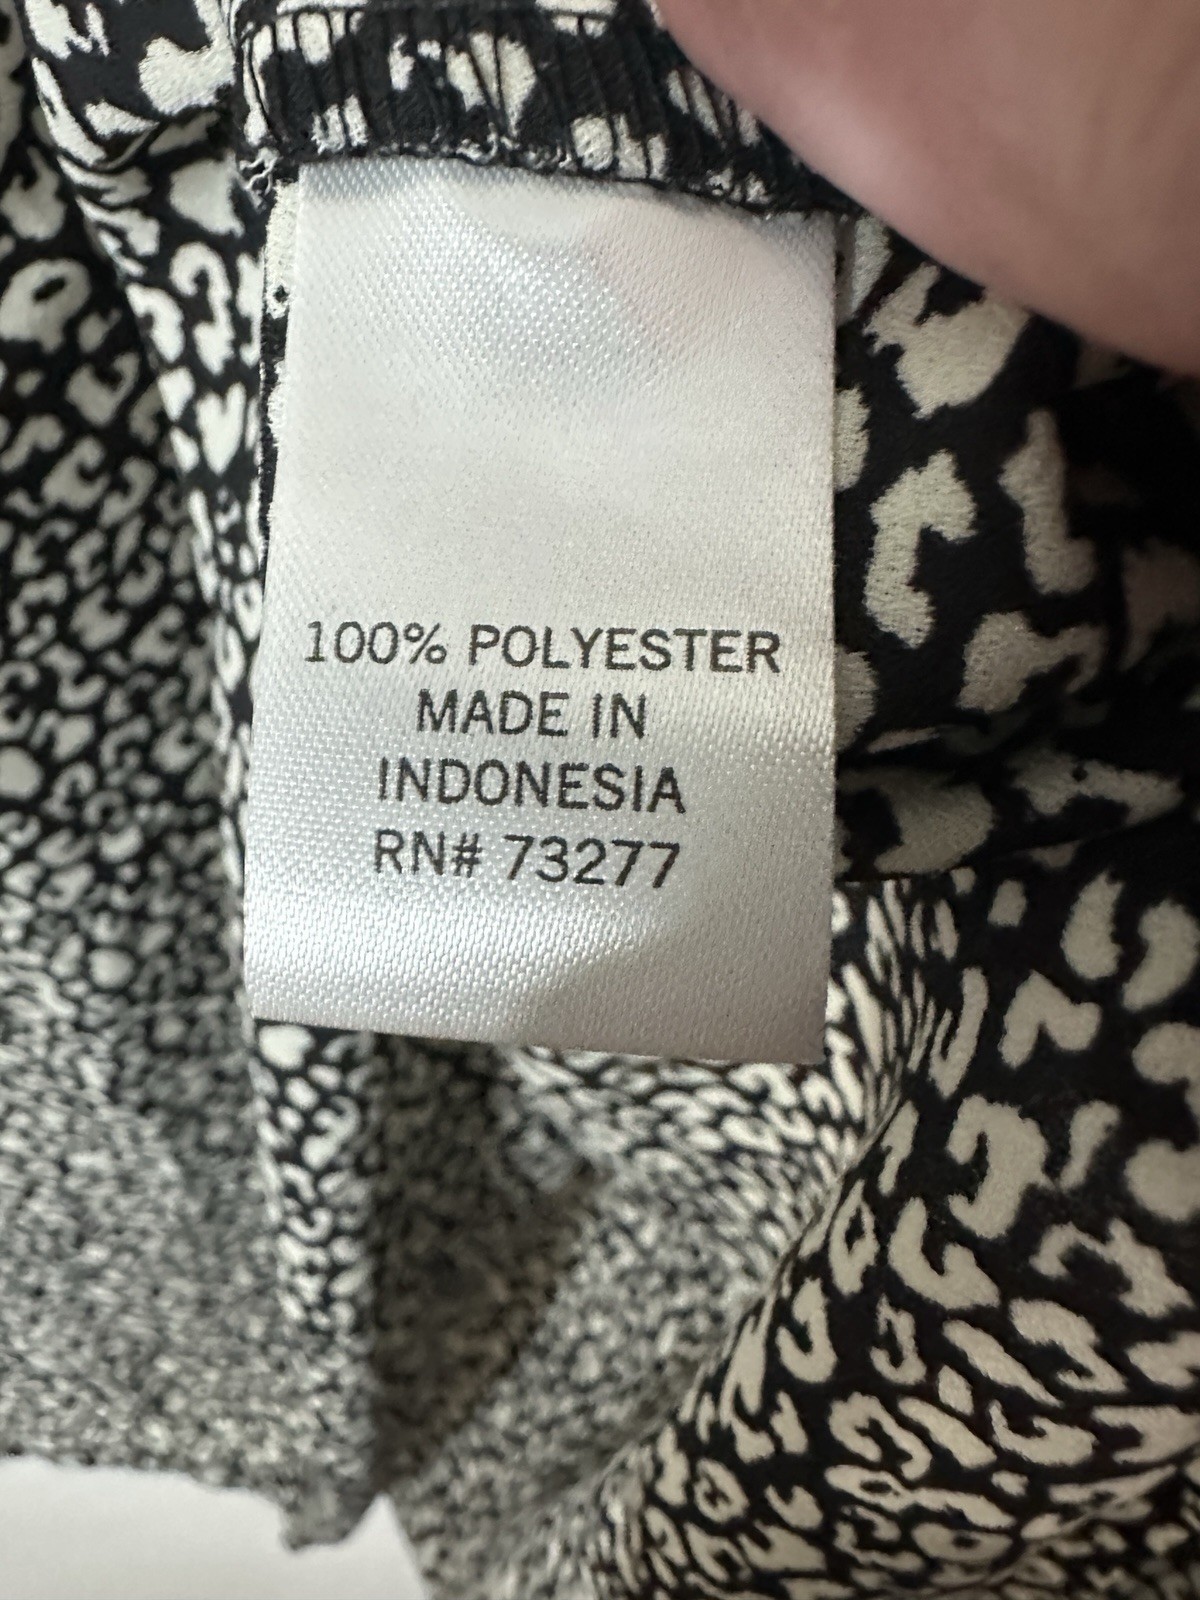 100% POLYESTER
MADE IN
INDONESIA
RN# 73277